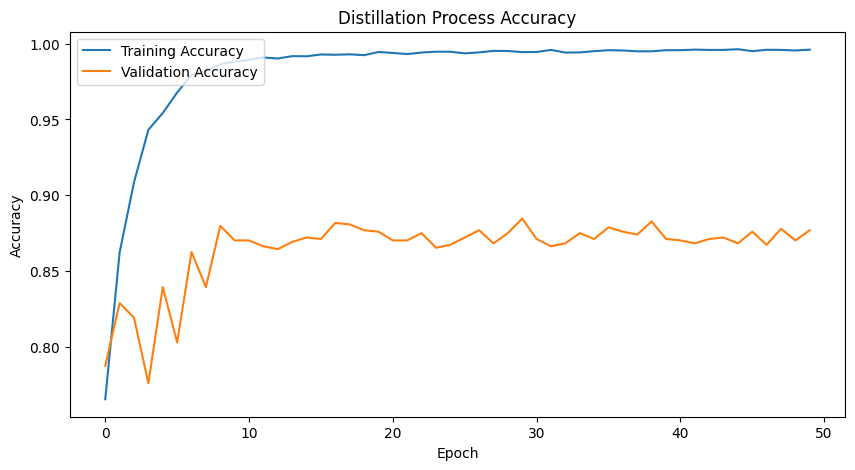 Distillation Process Accuracy
Training Accuracy
Validation Accuracy
Accuracy
1.00
0.95
0.90
0.85
0.80
0 10 20 30 40 50
Epoch